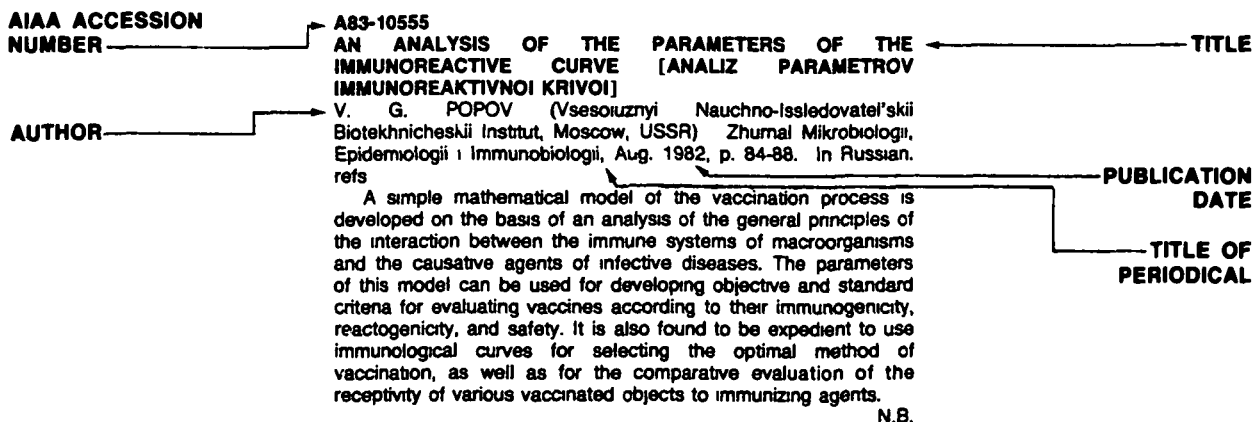 AIAA ACCESSION
NUMBER
A83-10555
AN ANALYSIS OF THE PARAMETERS OF THE
IMMUNOREACTIVE CURVE [ANALIZ PARAMETROV
IMMUNOREAKTIVNOI KRIVOI]
TITLE
AUTHOR
V. G. POPOV (Vsesoiuznyi Nauchno-Issledovatel'skii
Biotekhnicheskii Institut, Moscow, USSR) Zhurnal Mikrobiologii,
Epidemiologii i Immunobiologii, Aug. 1982, p. 84-88. In Russian.
refs
PUBLICATION
DATE
TITLE OF
PERIODICAL
A simple mathematical model of the vaccination process is
developed on the basis of an analysis of the general principles of
the interaction between the immune systems of macroorganisms
and the causative agents of infective diseases. The parameters
of this model can be used for developing objective and standard
criteria for evaluating vaccines according to their immunogenicity,
reactogenicity, and safety. It is also found to be expedient to use
immunological curves for selecting the optimal method of
vaccination, as well as for the comparative evaluation of the
receptivity of various vaccinated objects to immunizing agents.
N.B.